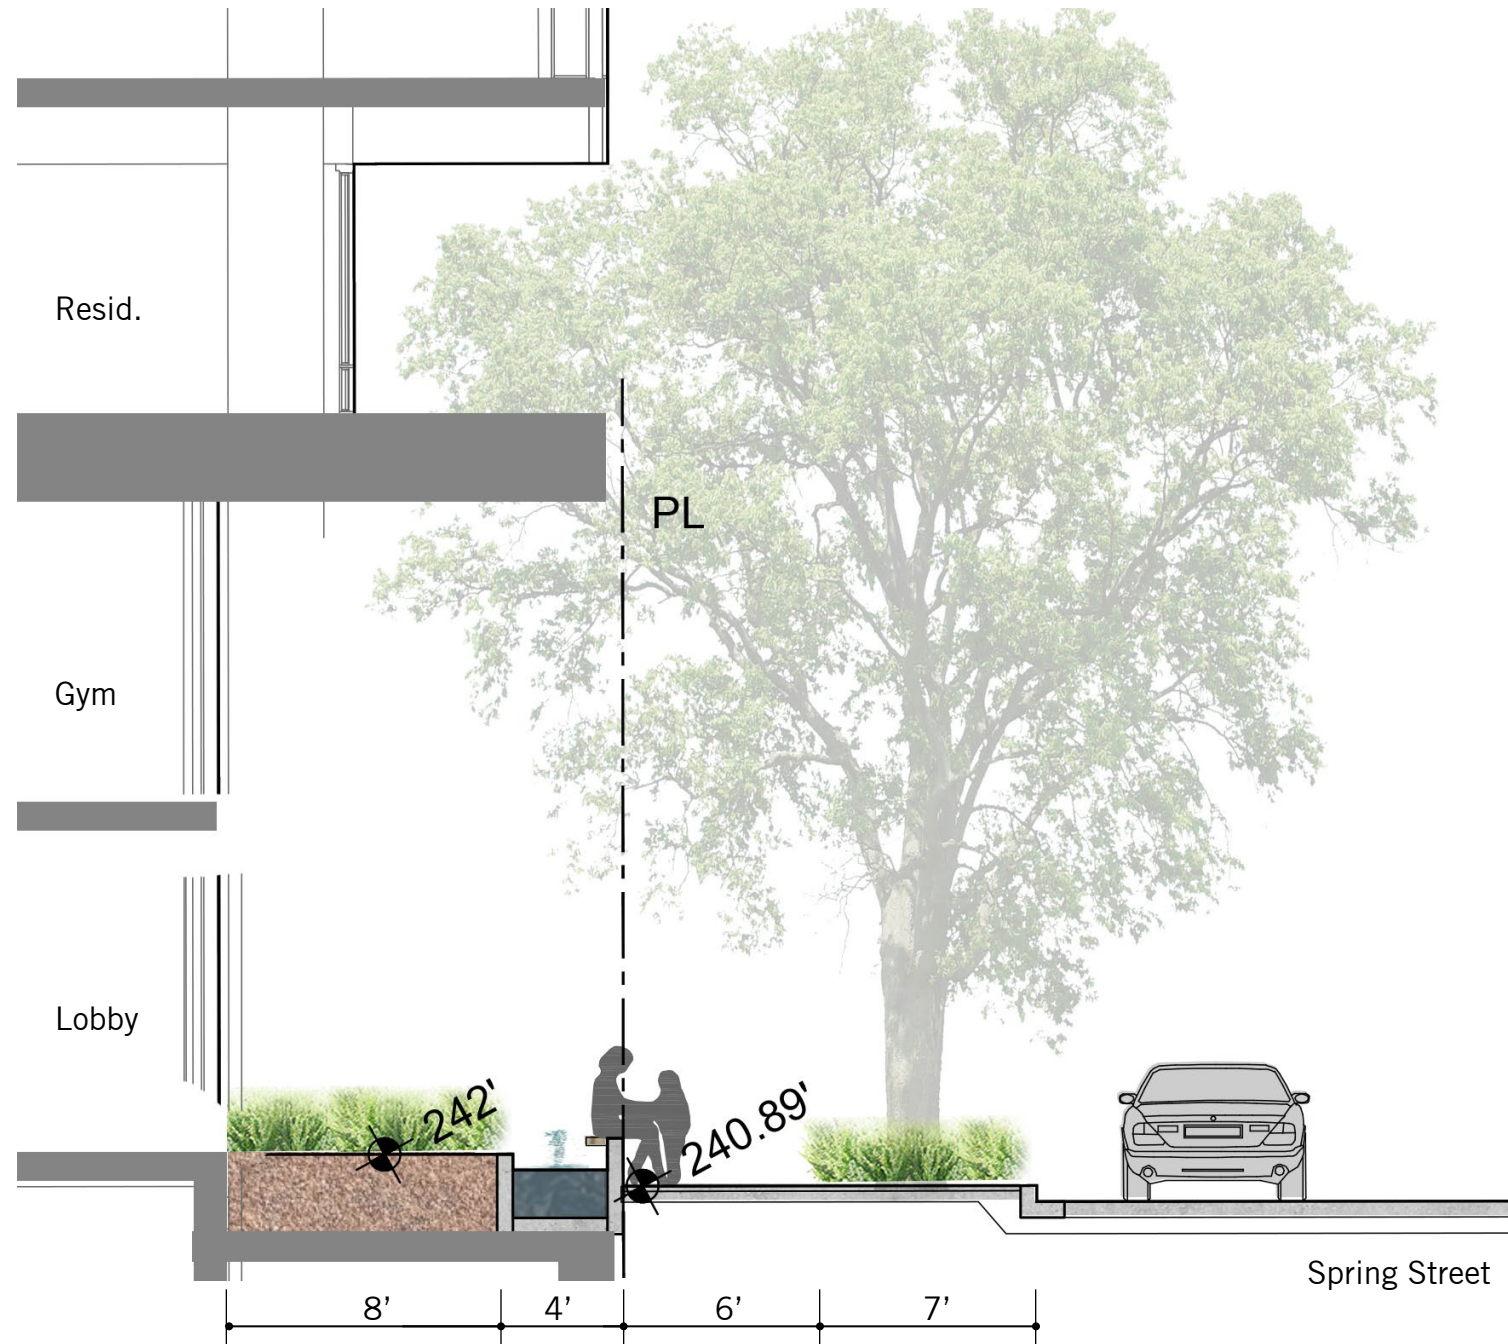 Resid.
PL
Gym
Lobby
242'
240.89'
Spring Street
8’
4’
6’
7’